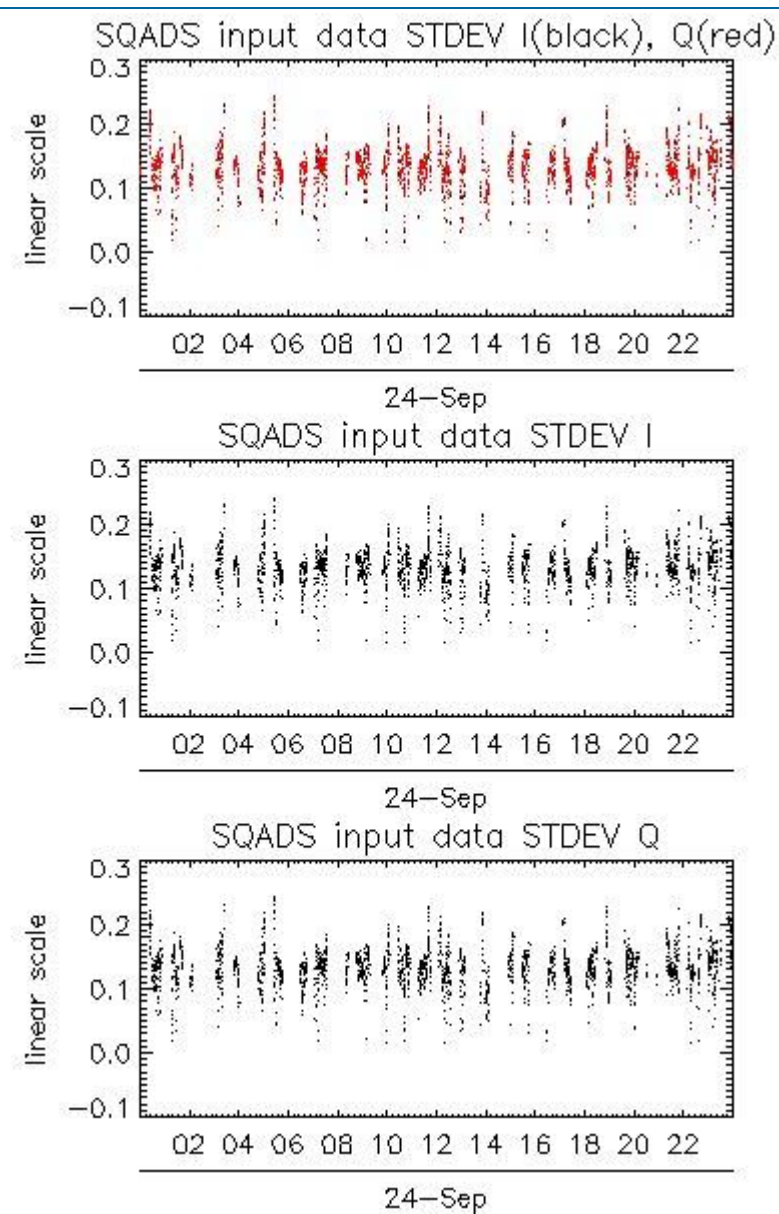 SQADS input data STDEV I(black), Q(red)
0.3
0.2
0.1
0.0
−0.1
linear scale
02 04 06 08 10 12 14 16 18 20 22
24−Sep
SQADS input data STDEV I
0.3
0.2
0.1
0.0
−0.1
linear scale
02 04 06 08 10 12 14 16 18 20 22
24−Sep
SQADS input data STDEV Q
0.3
0.2
0.1
0.0
−0.1
linear scale
02 04 06 08 10 12 14 16 18 20 22
24−Sep